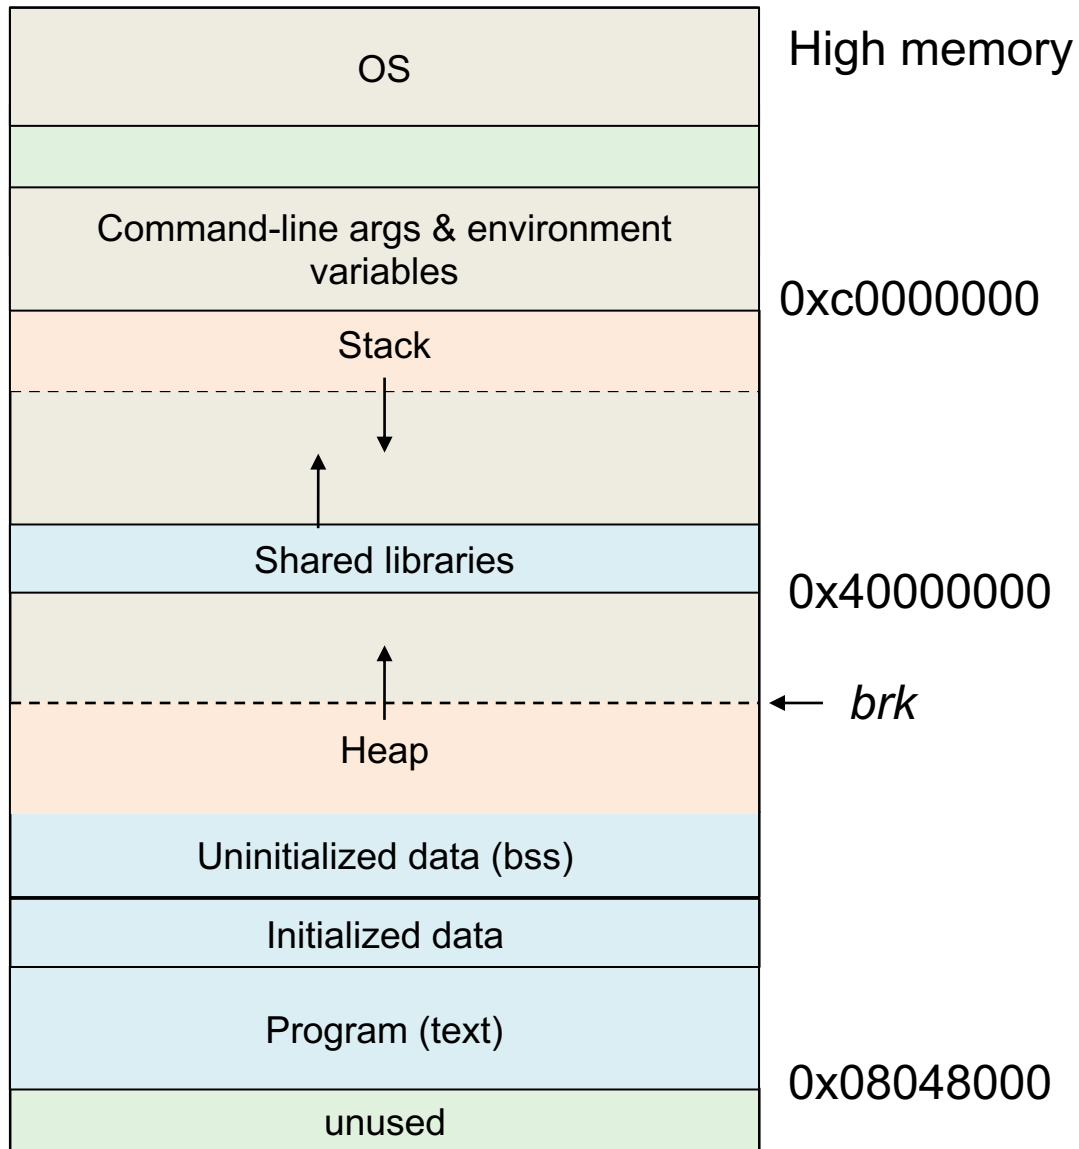 High memory
OS
Command-line args & environment
variables
0xc0000000
Stack
Shared libraries
0x40000000
brk
Heap
Uninitialized data (bss)
Initialized data
Program (text)
0x08048000
unused